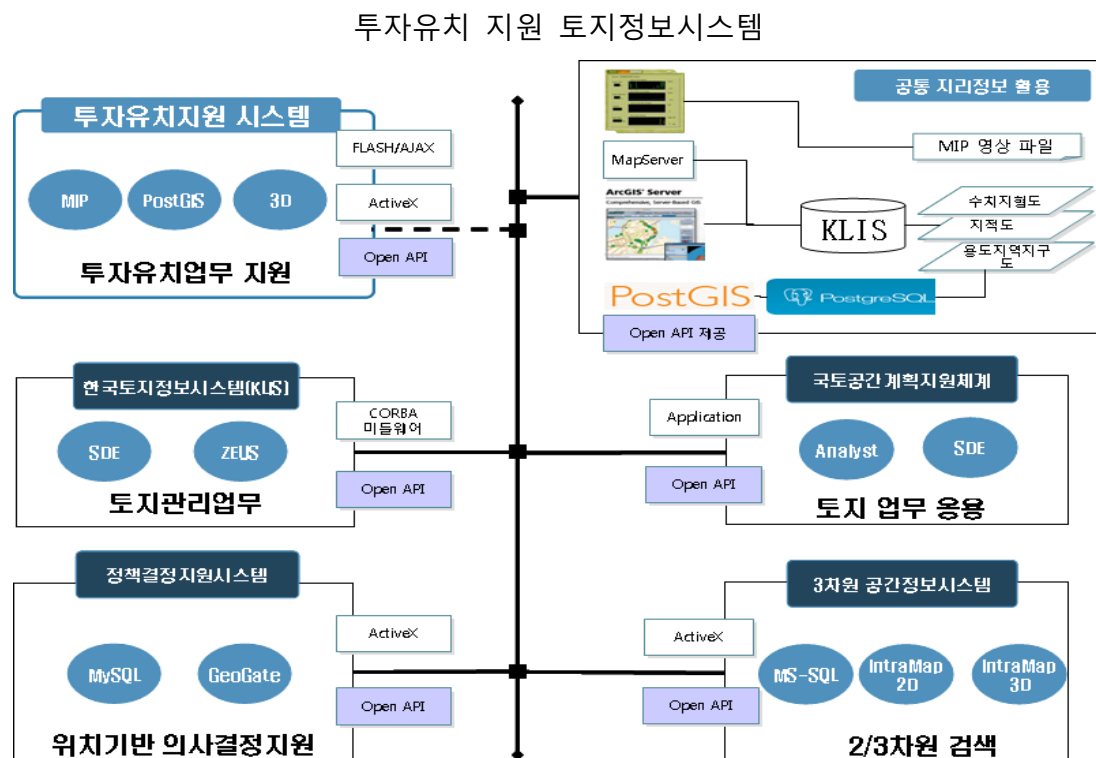 투자유치 지원 토지정보시스템
투자유치지원 시스템
FLASH/AJAX
MIP
PostGIS
3D
ActiveX
Open API
투자유치업무 지원
공통 지리정보 활용
MIP 영상 파일
MapServer
ArcGIS Server
Comprehensive, Server-Based GIS
KLIS
수치지형도
지적도
용도지역지구
도
PostGIS
PostgreSQL
Open API 제공
한국토지정보시스템(KLIS)
CORBA
미들웨어
SDE
ZEUS
Open API
토지관리업무
국토공간계획지원체계
Application
Analyst
SDE
Open API
토지 업무 응용
정책결정지원시스템
ActiveX
MySQL
GeoGate
Open API
위치기반 의사결정지원
3차원 공간정보시스템
ActiveX
MS-SQL
IntraMap
2D
IntraMap
3D
Open API
2/3차원 검색